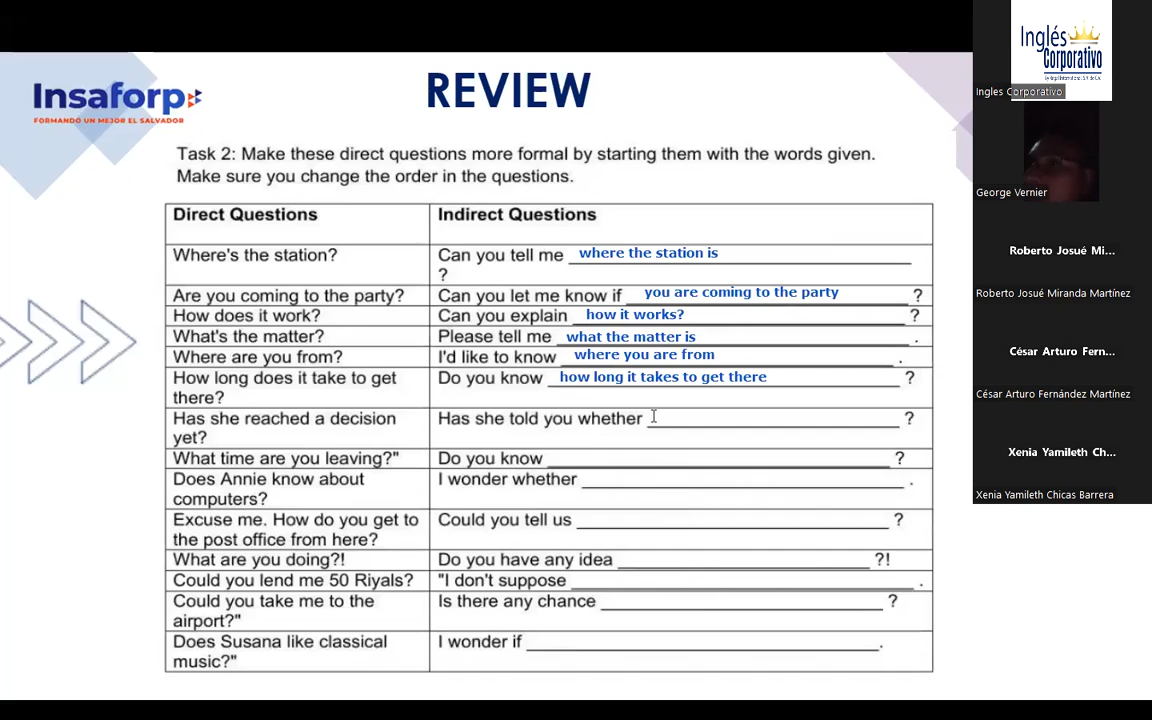 Insaforp
FORMANDO UN MEJOR EL SALVADOR
REVIEW
Task 2: Make these direct questions more formal by starting them with the words given.
Make sure you change the order in the questions.
Direct Questions
Indirect Questions
Where's the station?
Can you tell me where the station is
?
Are you coming to the party?
Can you let me know if you are coming to the party ?
How does it work?
Can you explain how it works? ?
What's the matter?
Please tell me what the matter is .
Where are you from?
I'd like to know where you are from .
How long does it take to get
there?
Do you know how long it takes to get there ?
Has she reached a decision
yet?
Has she told you whether ?
What time are you leaving?"
Do you know ?
Does Annie know about
computers?
I wonder whether .
Excuse me. How do you get to
the post office from here?
Could you tell us ?
What are you doing?!
Do you have any idea ?!
Could you lend me 50 Riyals?
"I don't suppose .
Could you take me to the
airport?"
Is there any chance ?
Does Susana like classical
music?"
I wonder if .
Inglés
Corporativo
Ingles Corporativo
George Vernier
Roberto Josué Mi...
Roberto Josué Miranda Martínez
César Arturo Fern...
César Arturo Fernández Martínez
Xenia Yamileth Ch...
Xenia Yamileth Chicas Barrera